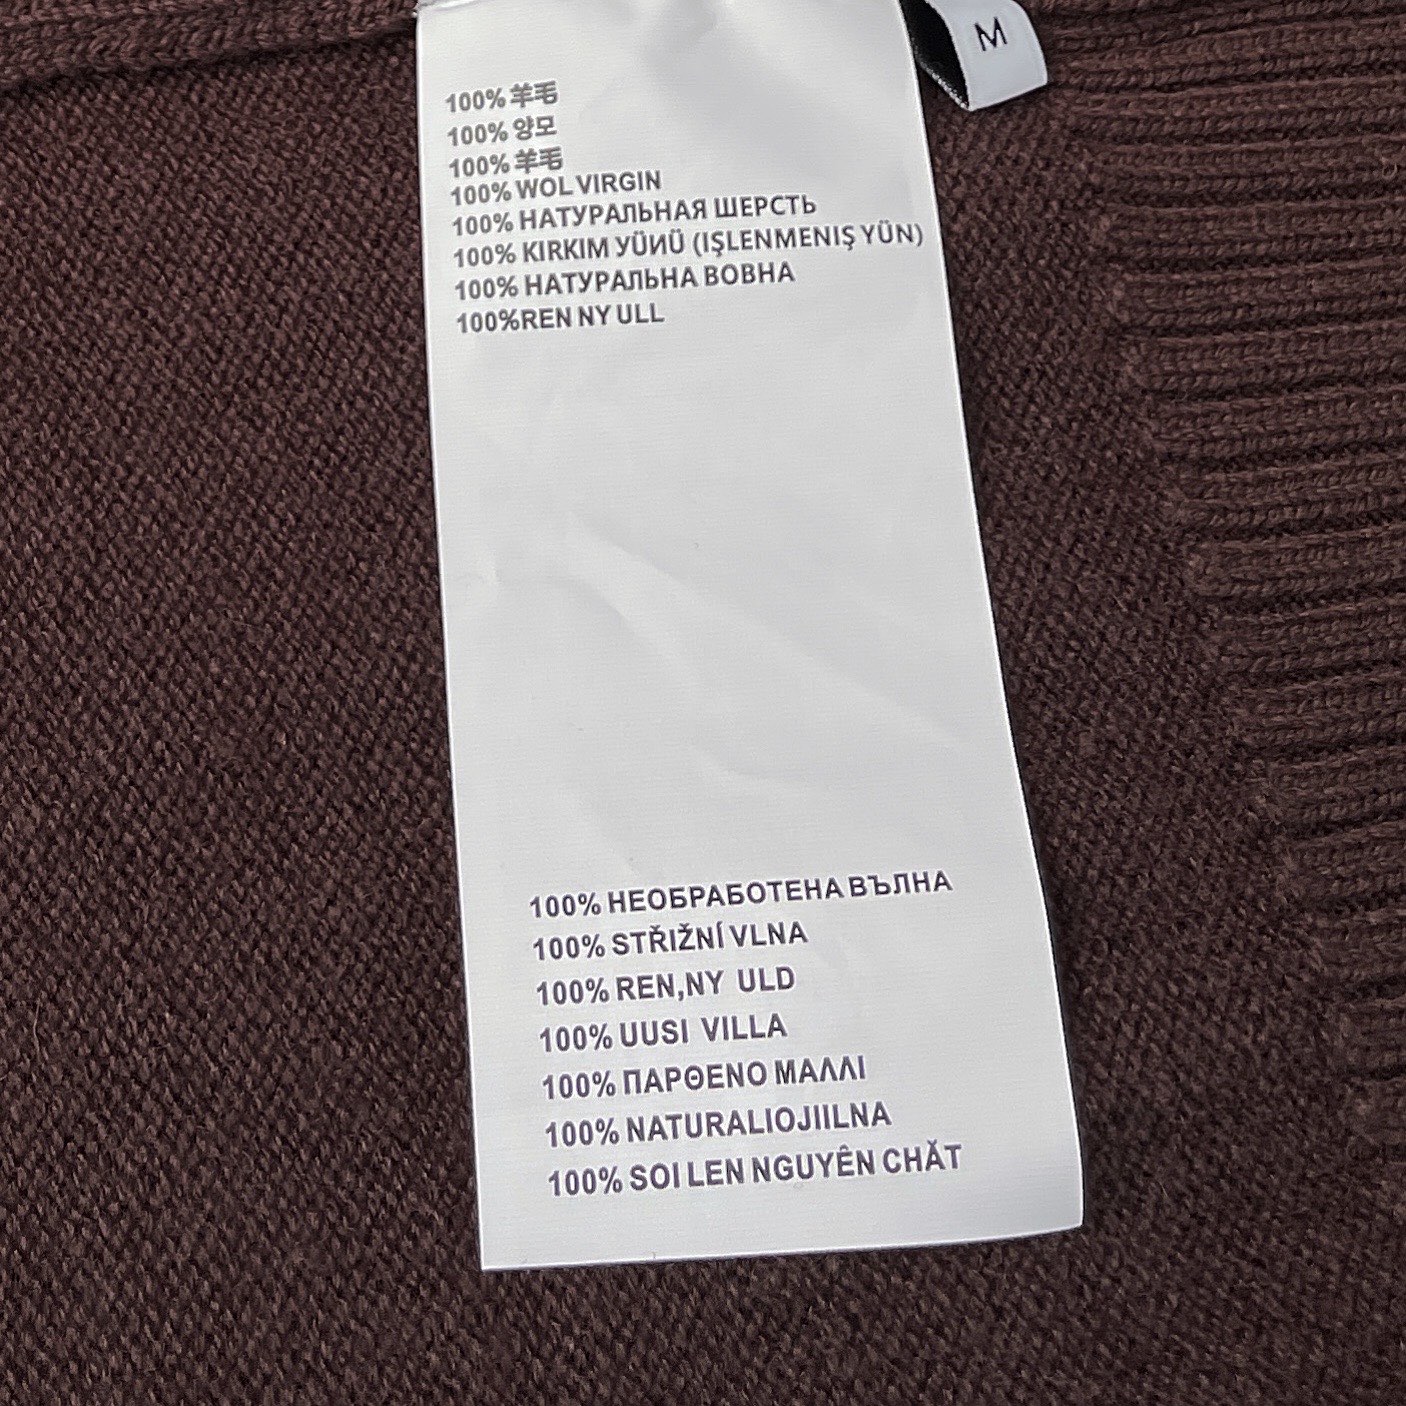 M
100% 羊毛
100% 양모
100% 羊毛
100% WOL VIRGIN
100% НАТУРАЛЬНАЯ ШЕРСТЬ
100% KIRKIM УÜИÜ (IŞLENMENIŞ YÜN)
100% НАТУРАЛЬНА ВОВНА
100%REN NY ULL
100% НЕОБРАБОТЕНА ВЪЛНА
100% STŘIŽNÍ VLNA
100% REN,NY ULD
100% UUSI VILLA
100% ΠΑΡΘΕΝΟ ΜΑΛΛΙ
100% NATURALIOJIILNA
100% SOI LEN NGUYÊN CHĂT